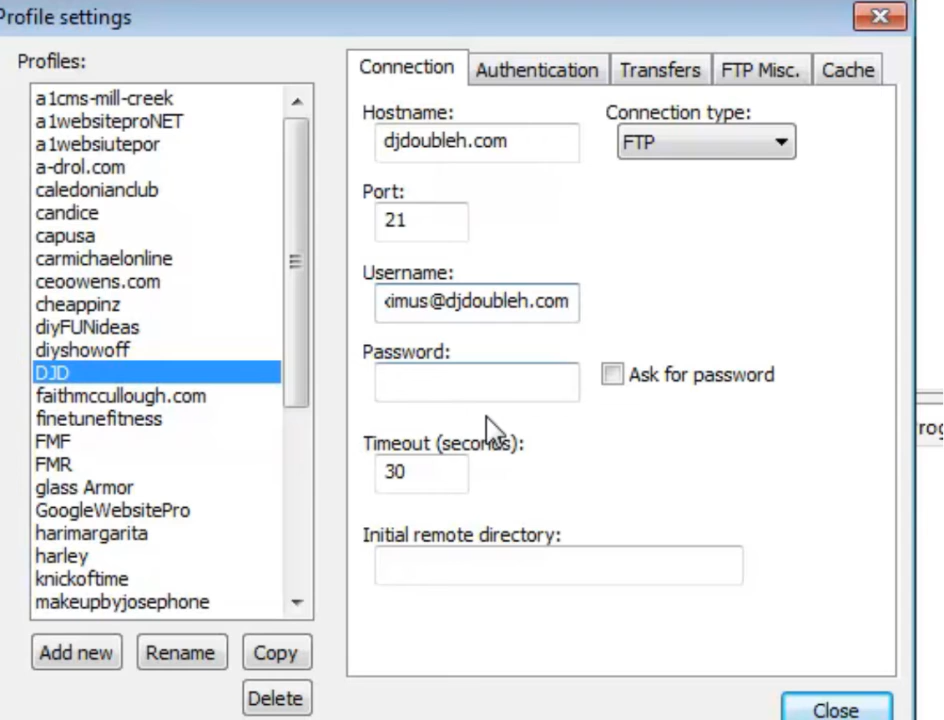 Profile settings
Profiles:
a1cms-mill-creek
a1websiteproNET
a1websiutepor
a-drol.com
caledonianclub
candice
capusa
carmichaelonline
ceoowens.com
cheappinz
diyFUNideas
diyshowoff
DJD
faithmccullough.com
finetunefitness
FMF
FMR
glass Armor
GoogleWebsitePro
harimargarita
harley
knickoftime
makeupbyjosephone
Add new Rename Copy
Delete
Connection Authentication Transfers FTP Misc. Cache
Hostname: Connection type:
djdoubleh.com FTP
Port:
21
Username:
ximus@djdoubleh.com
Password:
Ask for password
Timeout (seconds):
30
Initial remote directory:
Close